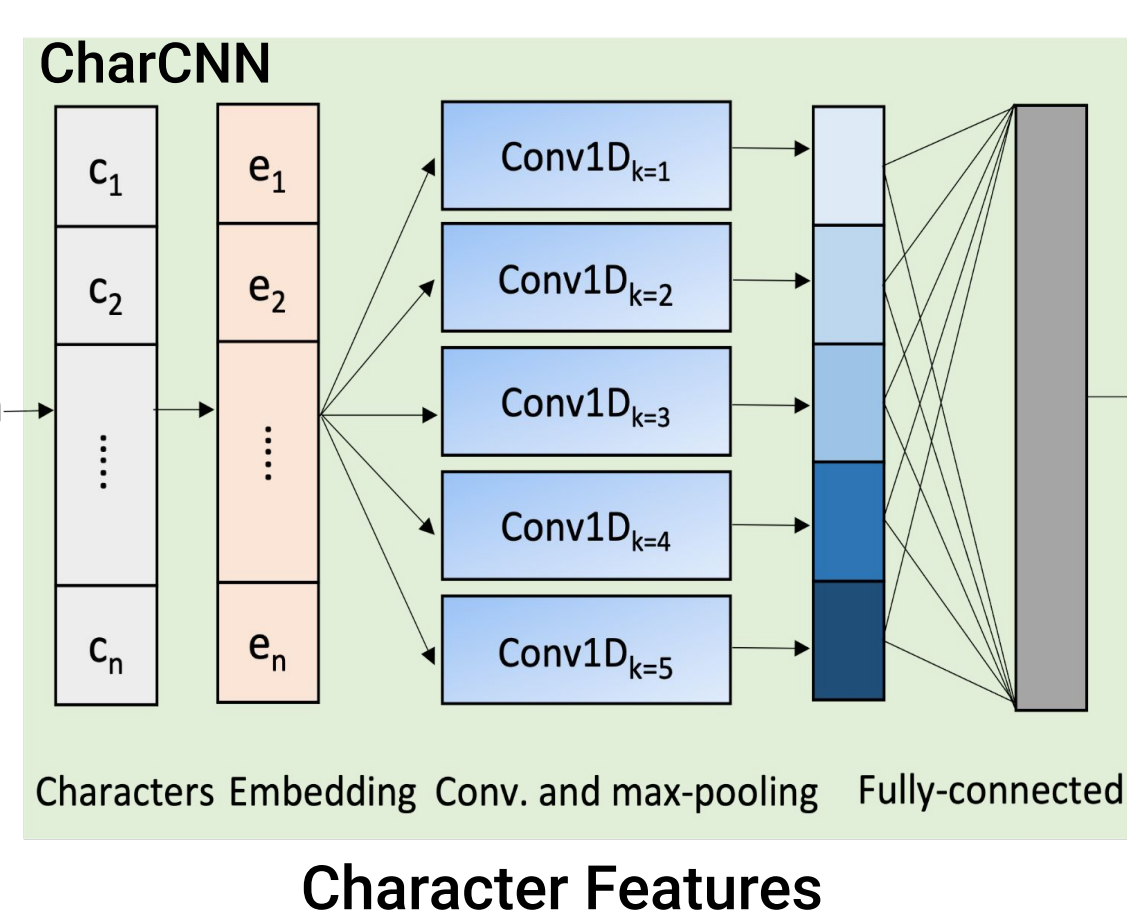 CharCNN
c1 e1 Conv1Dk=1
c2 e2 Conv1Dk=2
Conv1Dk=3
..... .....
Conv1Dk=4
cn en Conv1Dk=5
Characters Embedding Conv. and max-pooling Fully-connected
Character Features